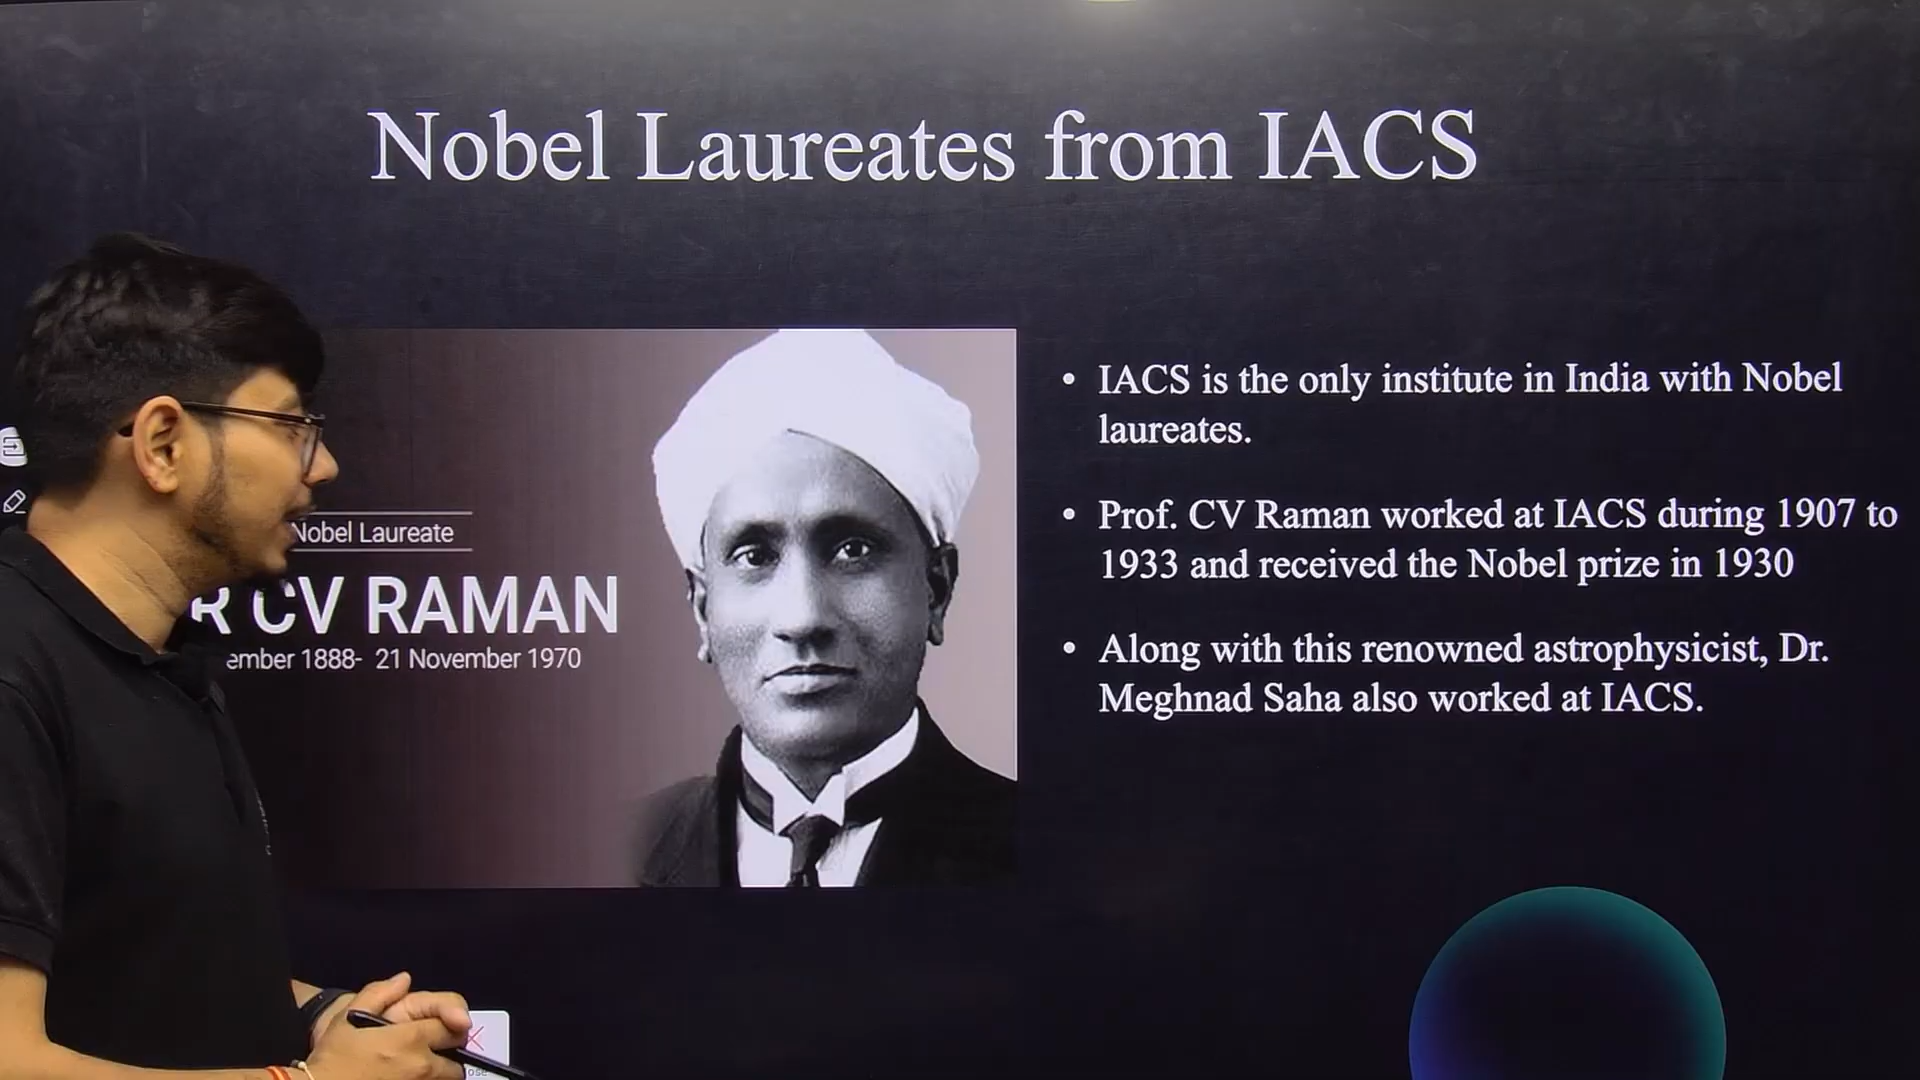 Nobel Laureates from IACS
Nobel Laureate
CV RAMAN
1888- 21 November 1970
• IACS is the only institute in India with Nobel
laureates.
• Prof. CV Raman worked at IACS during 1907 to
1933 and received the Nobel prize in 1930
• Along with this renowned astrophysicist, Dr.
Meghnad Saha also worked at IACS.